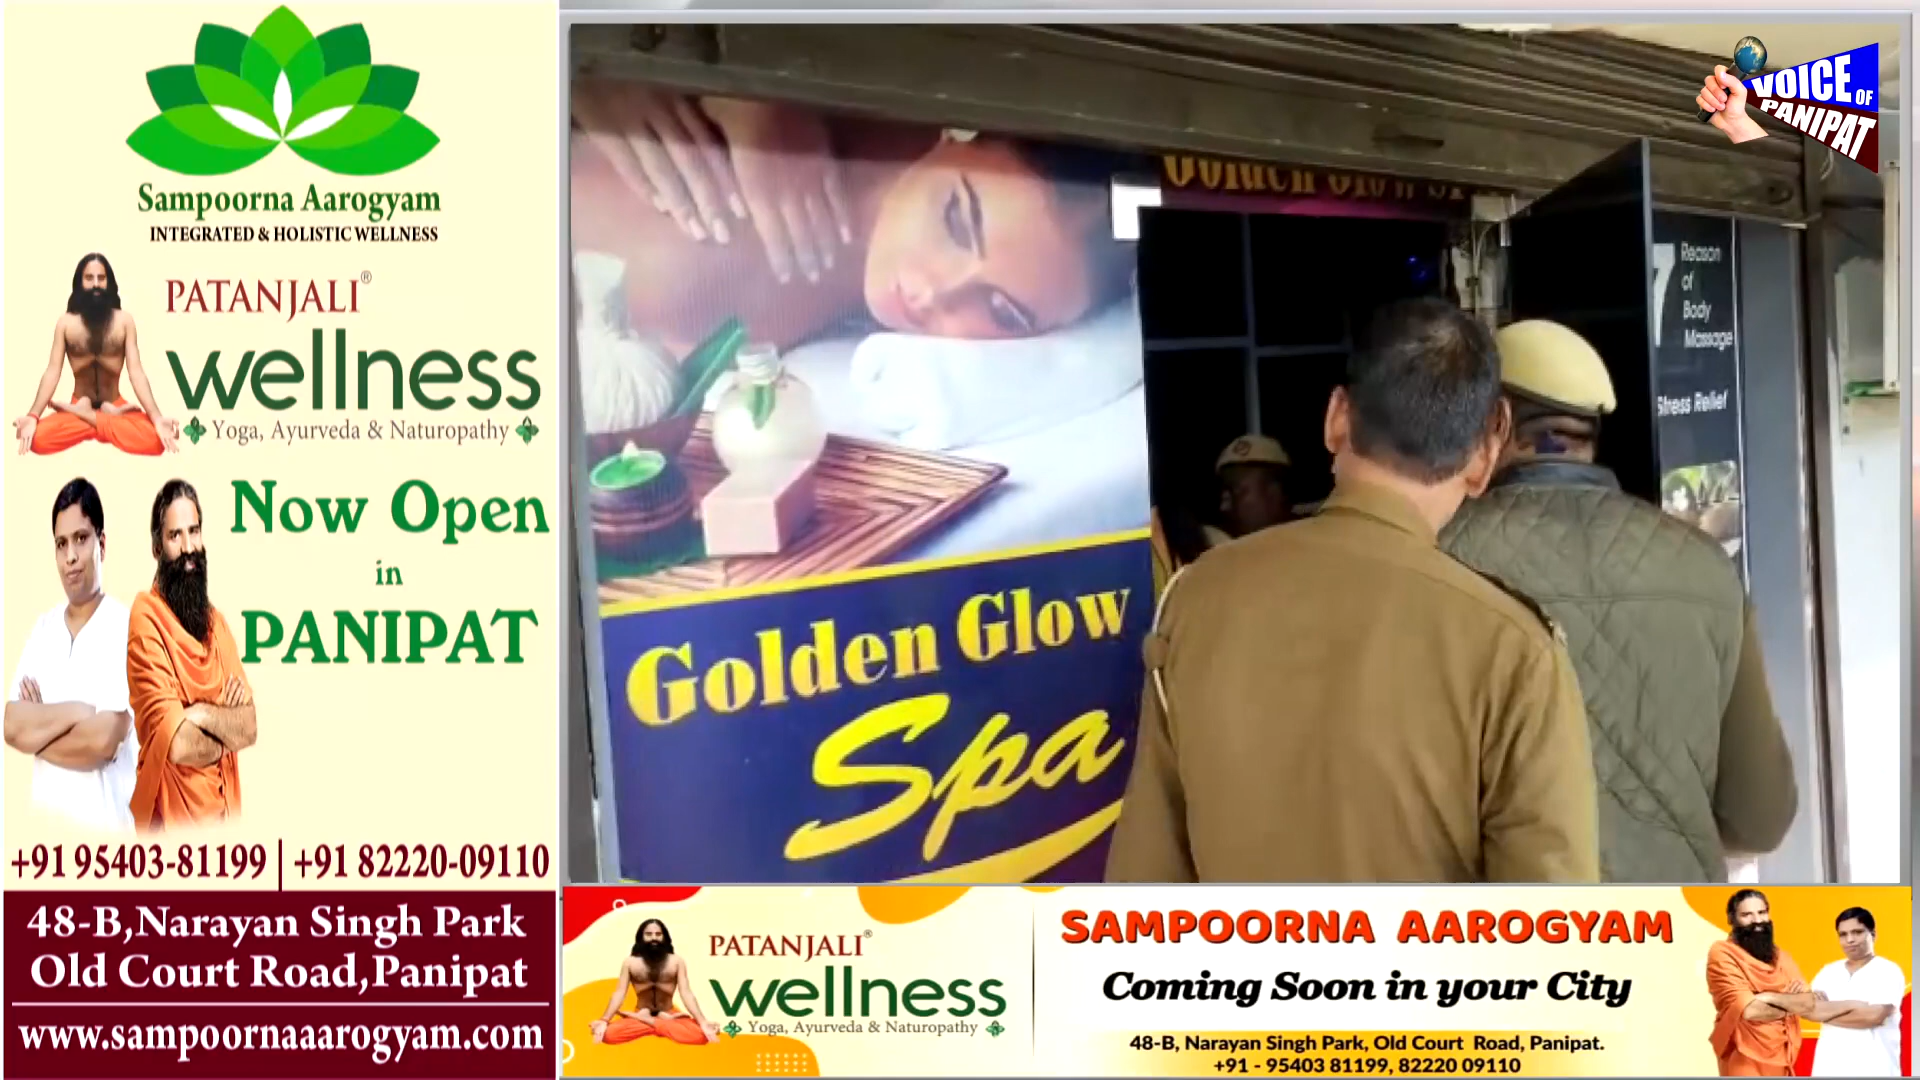 Sampoorna Aarogyam
INTEGRATED & HOLISTIC WELLNESS
PATANJALI®
wellness
Yoga, Ayurveda & Naturopathy
Now Open
in
PANIPAT
+91 95403-81199 | +91 82220-09110
48-B,Narayan Singh Park
Old Court Road,Panipat
www.sampoornaaarogyam.com
VOICE OF
PANIPAT
Golden Glow
7 Reason
of
Body
Massage
Stress Relief
Golden Glow
Spa
PATANJALI®
wellness
Yoga, Ayurveda & Naturopathy
SAMPOORNA AAROGYAM
Coming Soon in your City
48-B, Narayan Singh Park, Old Court Road, Panipat.
+91 - 95403 81199, 82220 09110